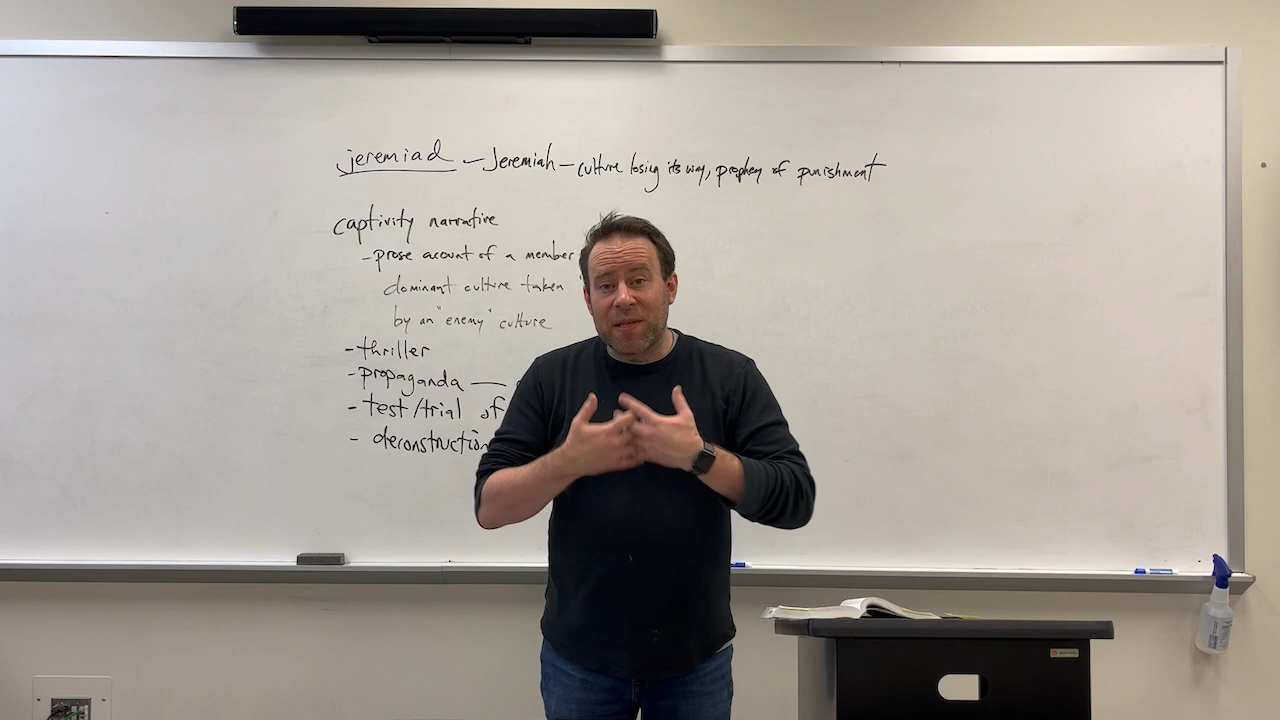 jeremiad – Jeremiah – culture losing its way, prophesy of punishment
captivity narrative
- prose account of a member
dominant culture taken
by an "enemy" culture
- thriller
- propaganda —
- test/trial of
- deconstruction